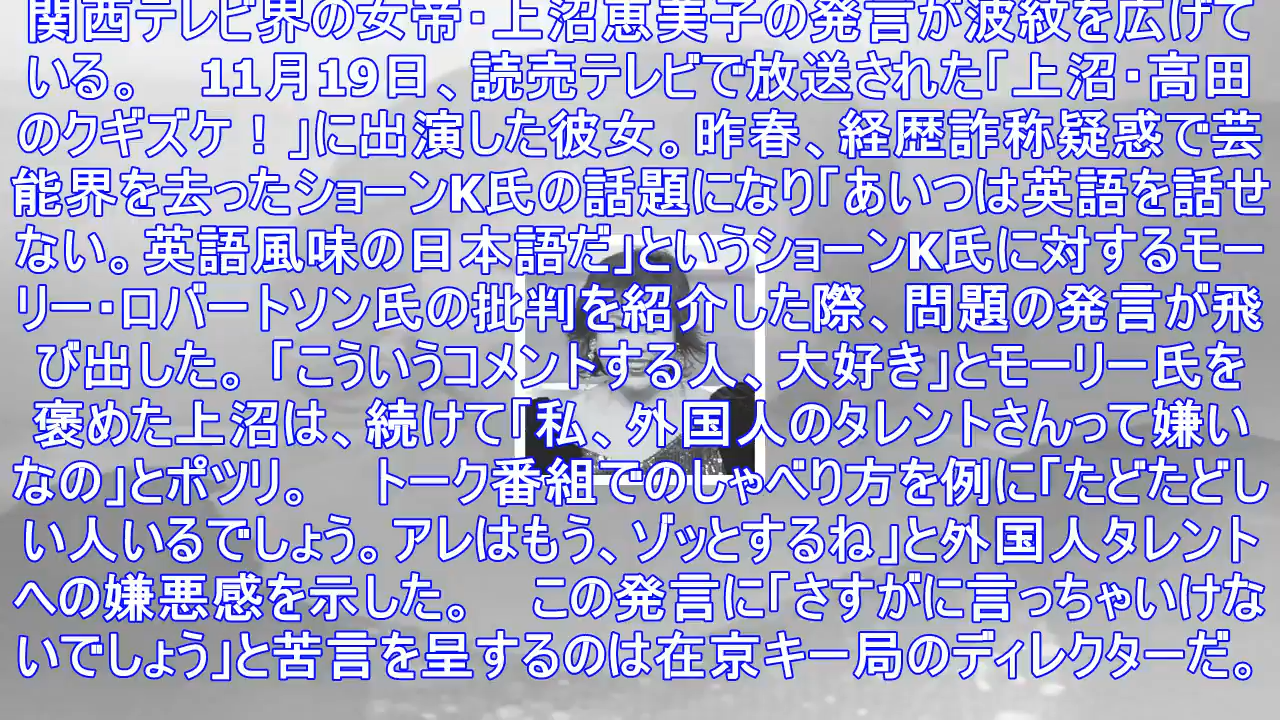 関西テレビ界の女帝・上沼恵美子の発言が波紋を広げて
いる。　11月19日、読売テレビで放送された「上沼・高田
のクギズケ！」に出演した彼女。昨春、経歴詐称疑惑で芸
能界を去ったショーンK氏の話題になり「あいつは英語を話せ
ない。英語風味の日本語だ」というショーンK氏に対するモー
リー・ロバートソン氏の批判を紹介した際、問題の発言が飛
び出した。「こういうコメントする人、大好き」とモーリー氏を
褒めた上沼は、続けて「私、外国人のタレントさんって嫌い
なの」とポツリ。　トーク番組でのしゃべり方を例に「たどたどし
い人いるでしょう。アレはもう、ゾッとするね」と外国人タレント
への嫌悪感を示した。　この発言に「さすがに言っちゃいけな
いでしょう」と苦言を呈するのは在京キー局のディレクターだ。